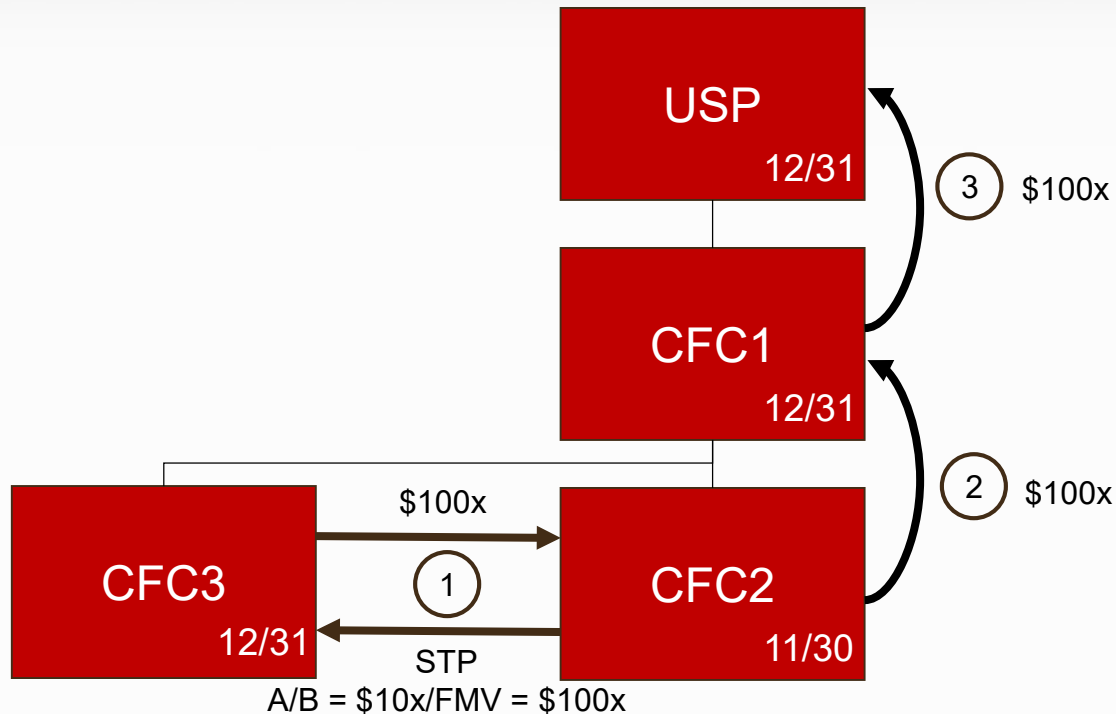 USP
12/31
3 $100x
CFC1
12/31
2 $100x
$100x
1
CFC3
12/31
CFC2
11/30
STP
A/B = $10x/FMV = $100x